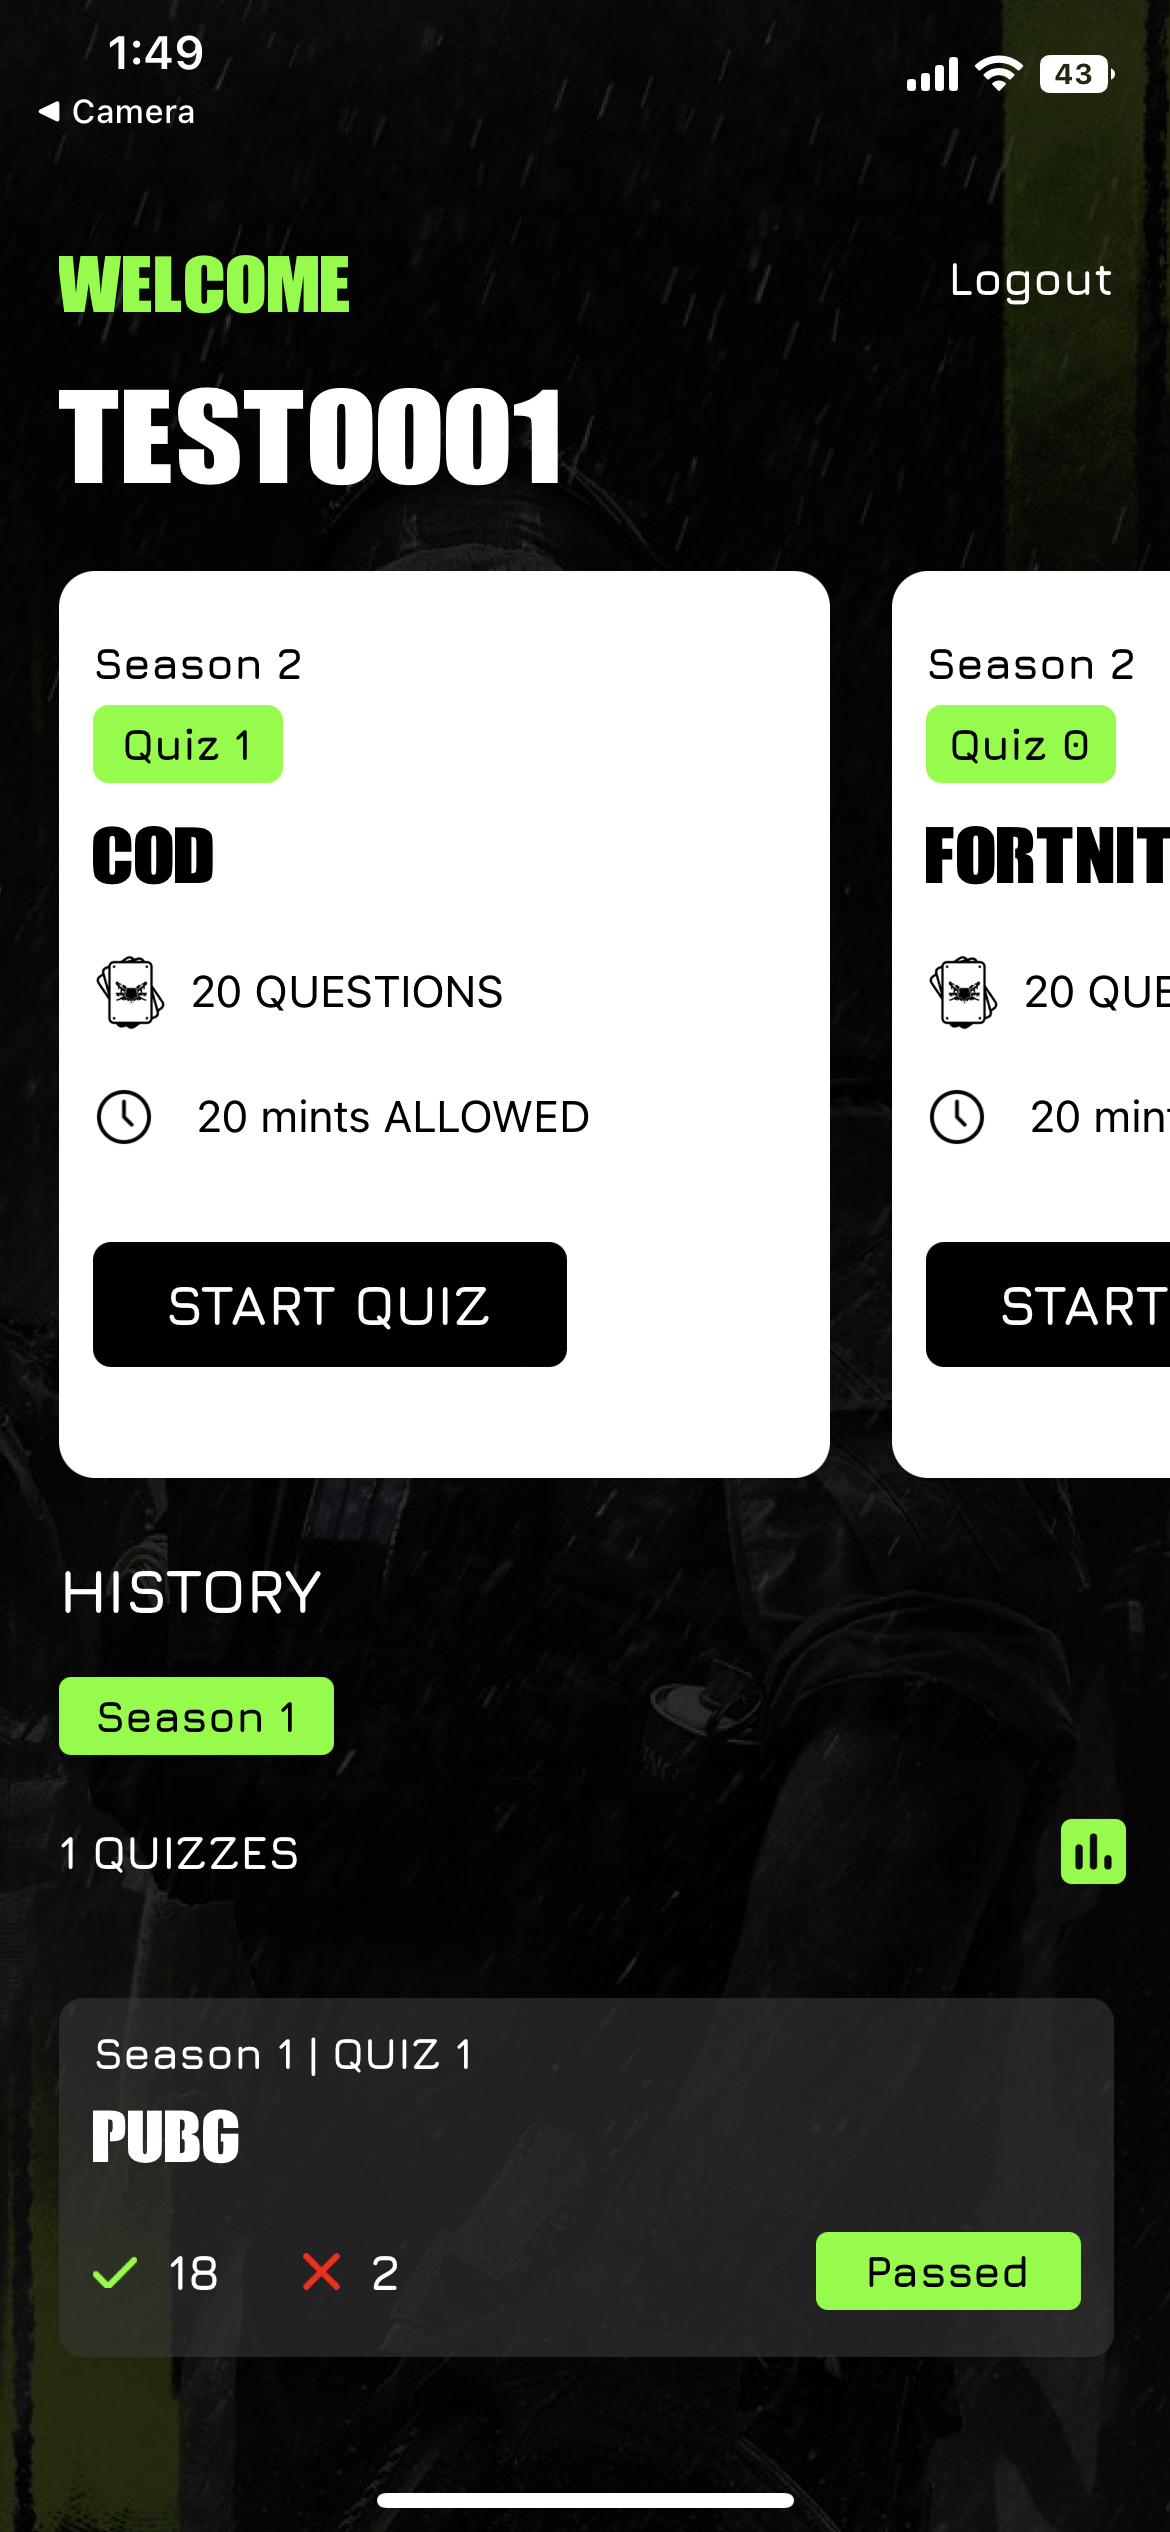 1:49
43
◀ Camera
WELCOME
Logout
TEST0001
Season 2
Quiz 1
COD
20 QUESTIONS
20 mints ALLOWED
START QUIZ
Season 2
Quiz 0
FORTNIT
20 QUE
20 min
START
HISTORY
Season 1
1 QUIZZES
Season 1 | QUIZ 1
PUBG
18
2
Passed